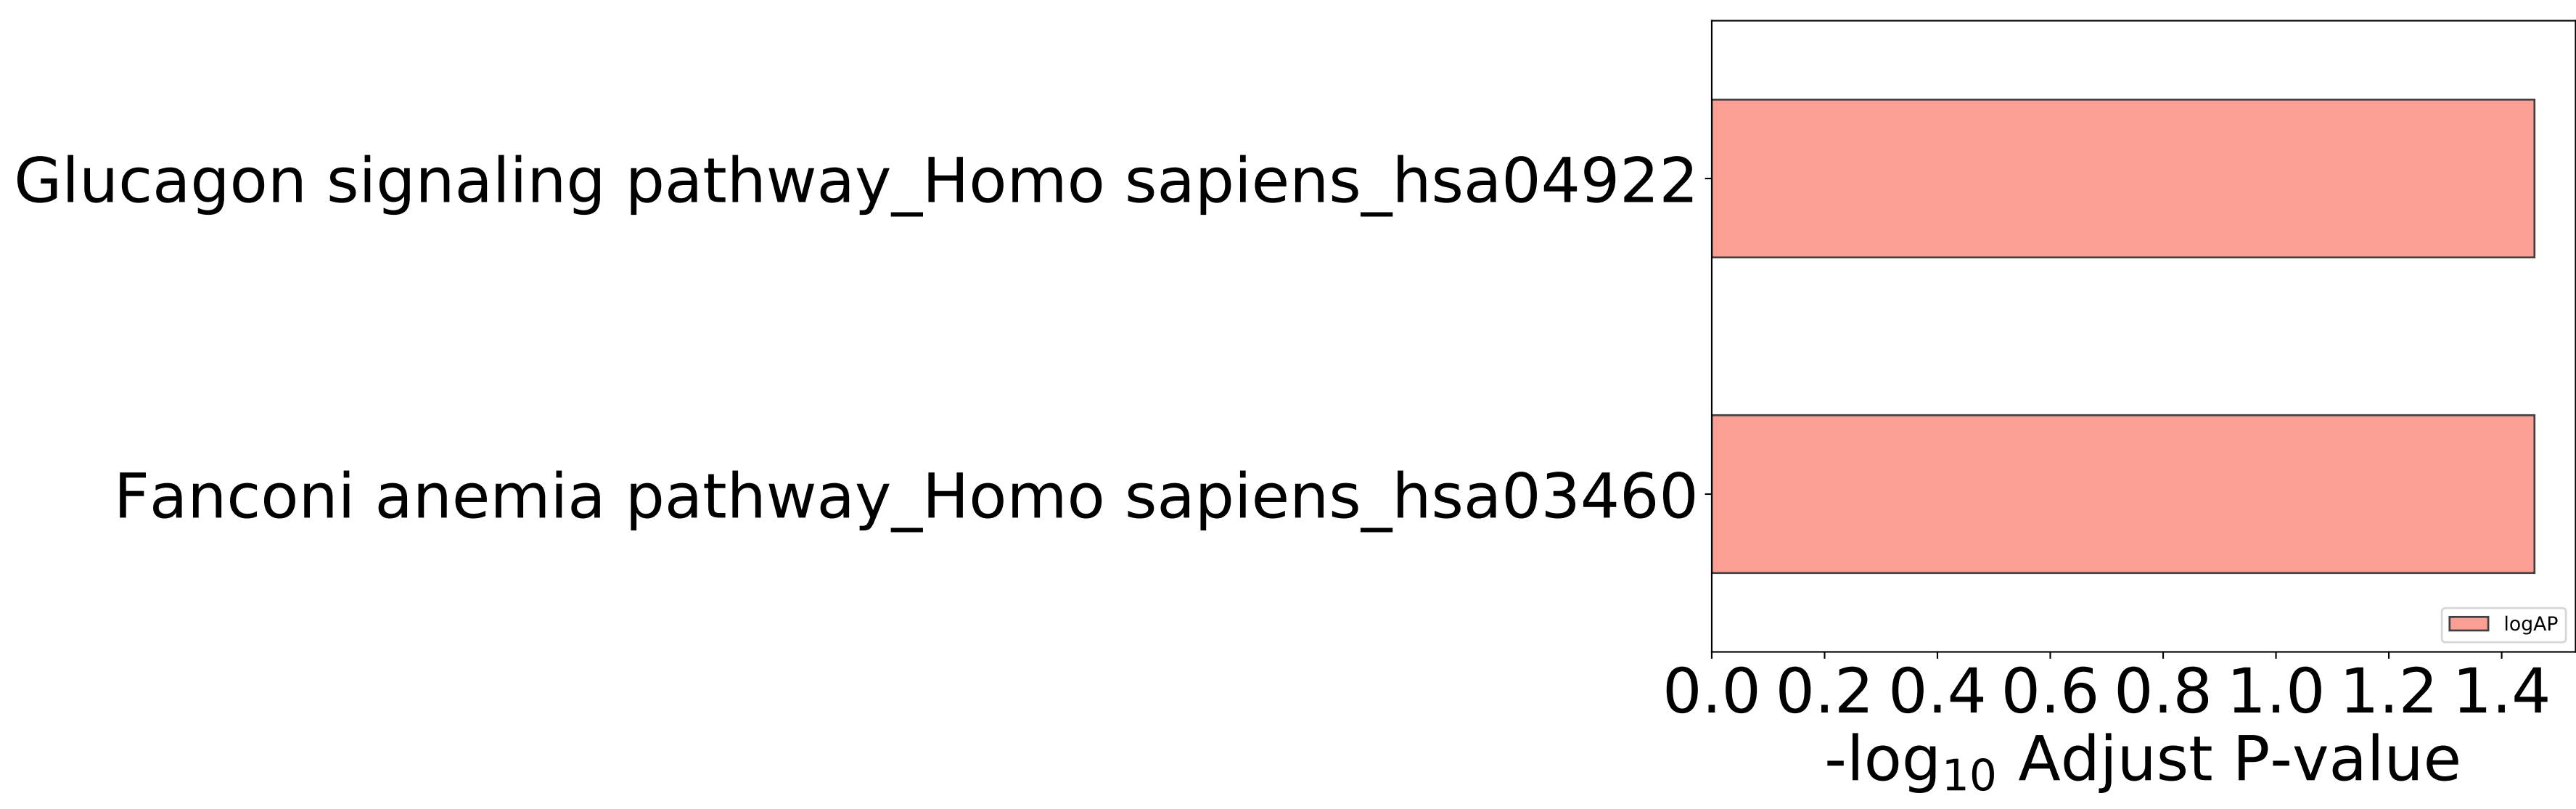 Glucagon signaling pathway_Homo sapiens_hsa04922
Fanconi anemia pathway_Homo sapiens_hsa03460
logAP
0.0 0.2 0.4 0.6 0.8 1.0 1.2 1.4
-log10 Adjust P-value